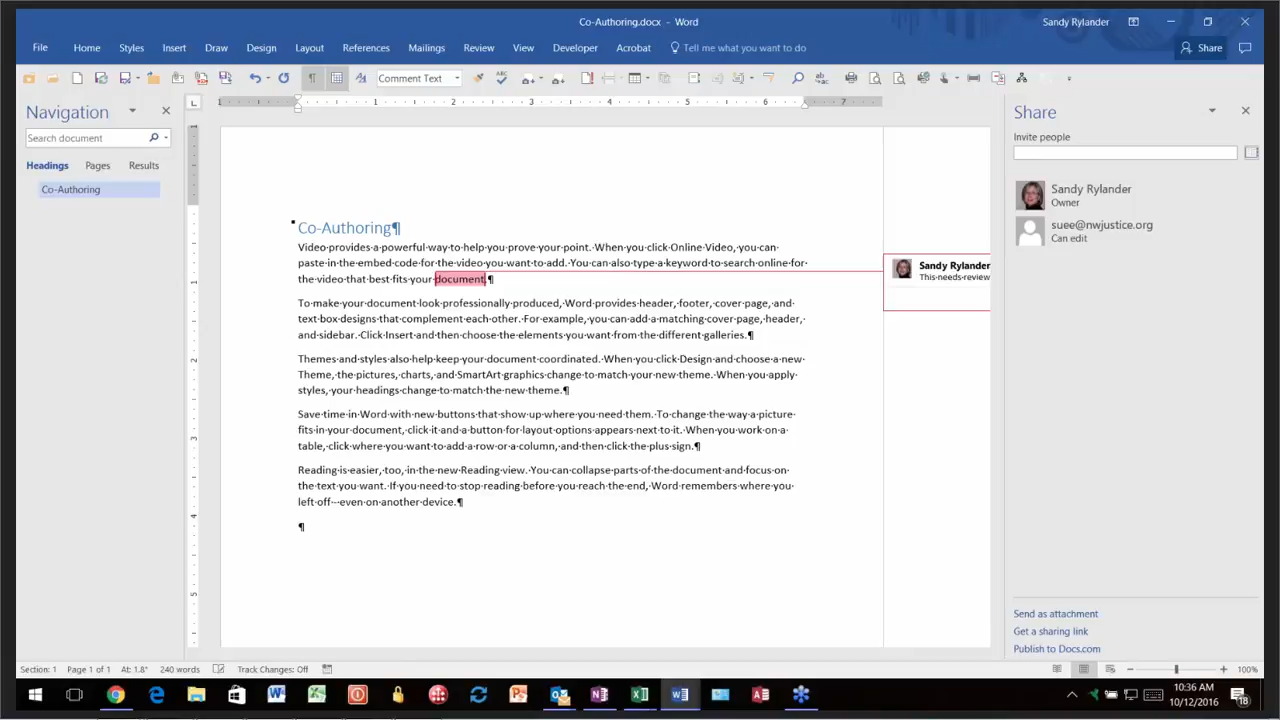 Co-Authoring.docx - Word
Sandy Rylander
File Home Styles Insert Draw Design Layout References Mailings Review View Developer Acrobat Tell me what you want to do Share
Comment Text
Navigation
Search document
Headings Pages Results
Co-Authoring
1 1 2 3 4 5 6 7
1
1
2
3
4
5
Co-Authoring¶
Video·provides·a·powerful·way·to·help·you·prove·your·point.·When·you·click·Online·Video,·you·can·
paste·in·the·embed·code·for·the·video·you·want·to·add.·You·can·also·type·a·keyword·to·search·online·for·
the·video·that·best·fits·your·document.¶
To·make·your·document·look·professionally·produced,·Word·provides·header,·footer,·cover·page,·and·
text·box·designs·that·complement·each·other.·For·example,·you·can·add·a·matching·cover·page,·header,·
and·sidebar.·Click·Insert·and·then·choose·the·elements·you·want·from·the·different·galleries.¶
Themes·and·styles·also·help·keep·your·document·coordinated.·When·you·click·Design·and·choose·a·new·
Theme,·the·pictures,·charts,·and·SmartArt·graphics·change·to·match·your·new·theme.·When·you·apply·
styles,·your·headings·change·to·match·the·new·theme.¶
Save·time·in·Word·with·new·buttons·that·show·up·where·you·need·them.·To·change·the·way·a·picture·
fits·in·your·document,·click·it·and·a·button·for·layout·options·appears·next·to·it.·When·you·work·on·a·
table,·click·where·you·want·to·add·a·row·or·a·column,·and·then·click·the·plus·sign.¶
Reading·is·easier,·too,·in·the·new·Reading·view.·You·can·collapse·parts·of·the·document·and·focus·on·
the·text·you·want.·If·you·need·to·stop·reading·before·you·reach·the·end,·Word·remembers·where·you·
left·off·-·even·on·another·device.¶
¶
Sandy Rylander
This·needs·review
Share
Invite people
Sandy Rylander
Owner
suee@nwjustice.org
Can edit
Send as attachment
Get a sharing link
Publish to Docs.com
Section: 1 Page 1 of 1 At: 1.8" 240 words Track Changes: Off 100%
10:36 AM
10/12/2016
18